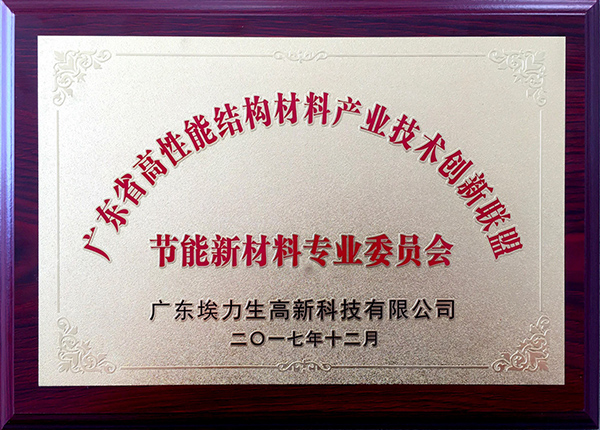 广东省高性能结构材料产业技术创新联盟
节能新材料专业委员会
广东埃力生高新科技有限公司
二〇一七年十二月